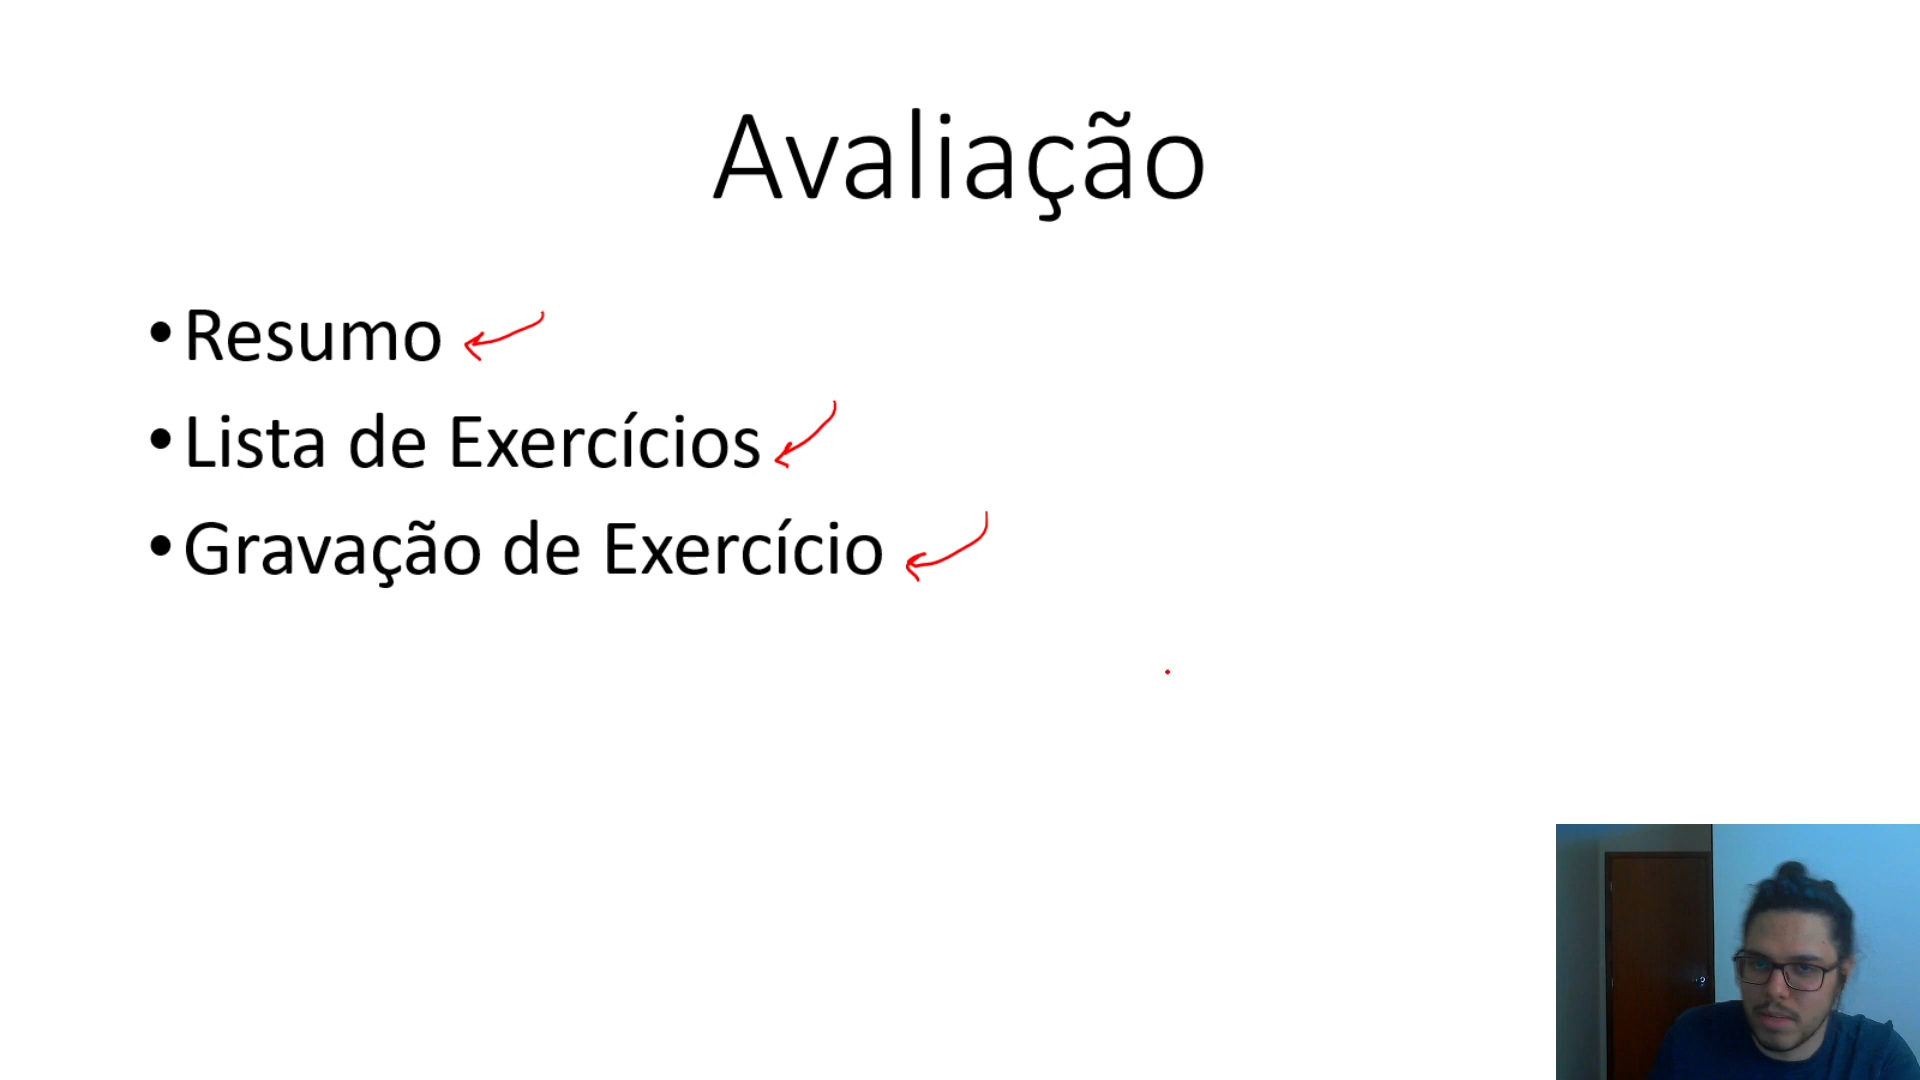 Avaliação
• Resumo
• Lista de Exercícios
• Gravação de Exercício